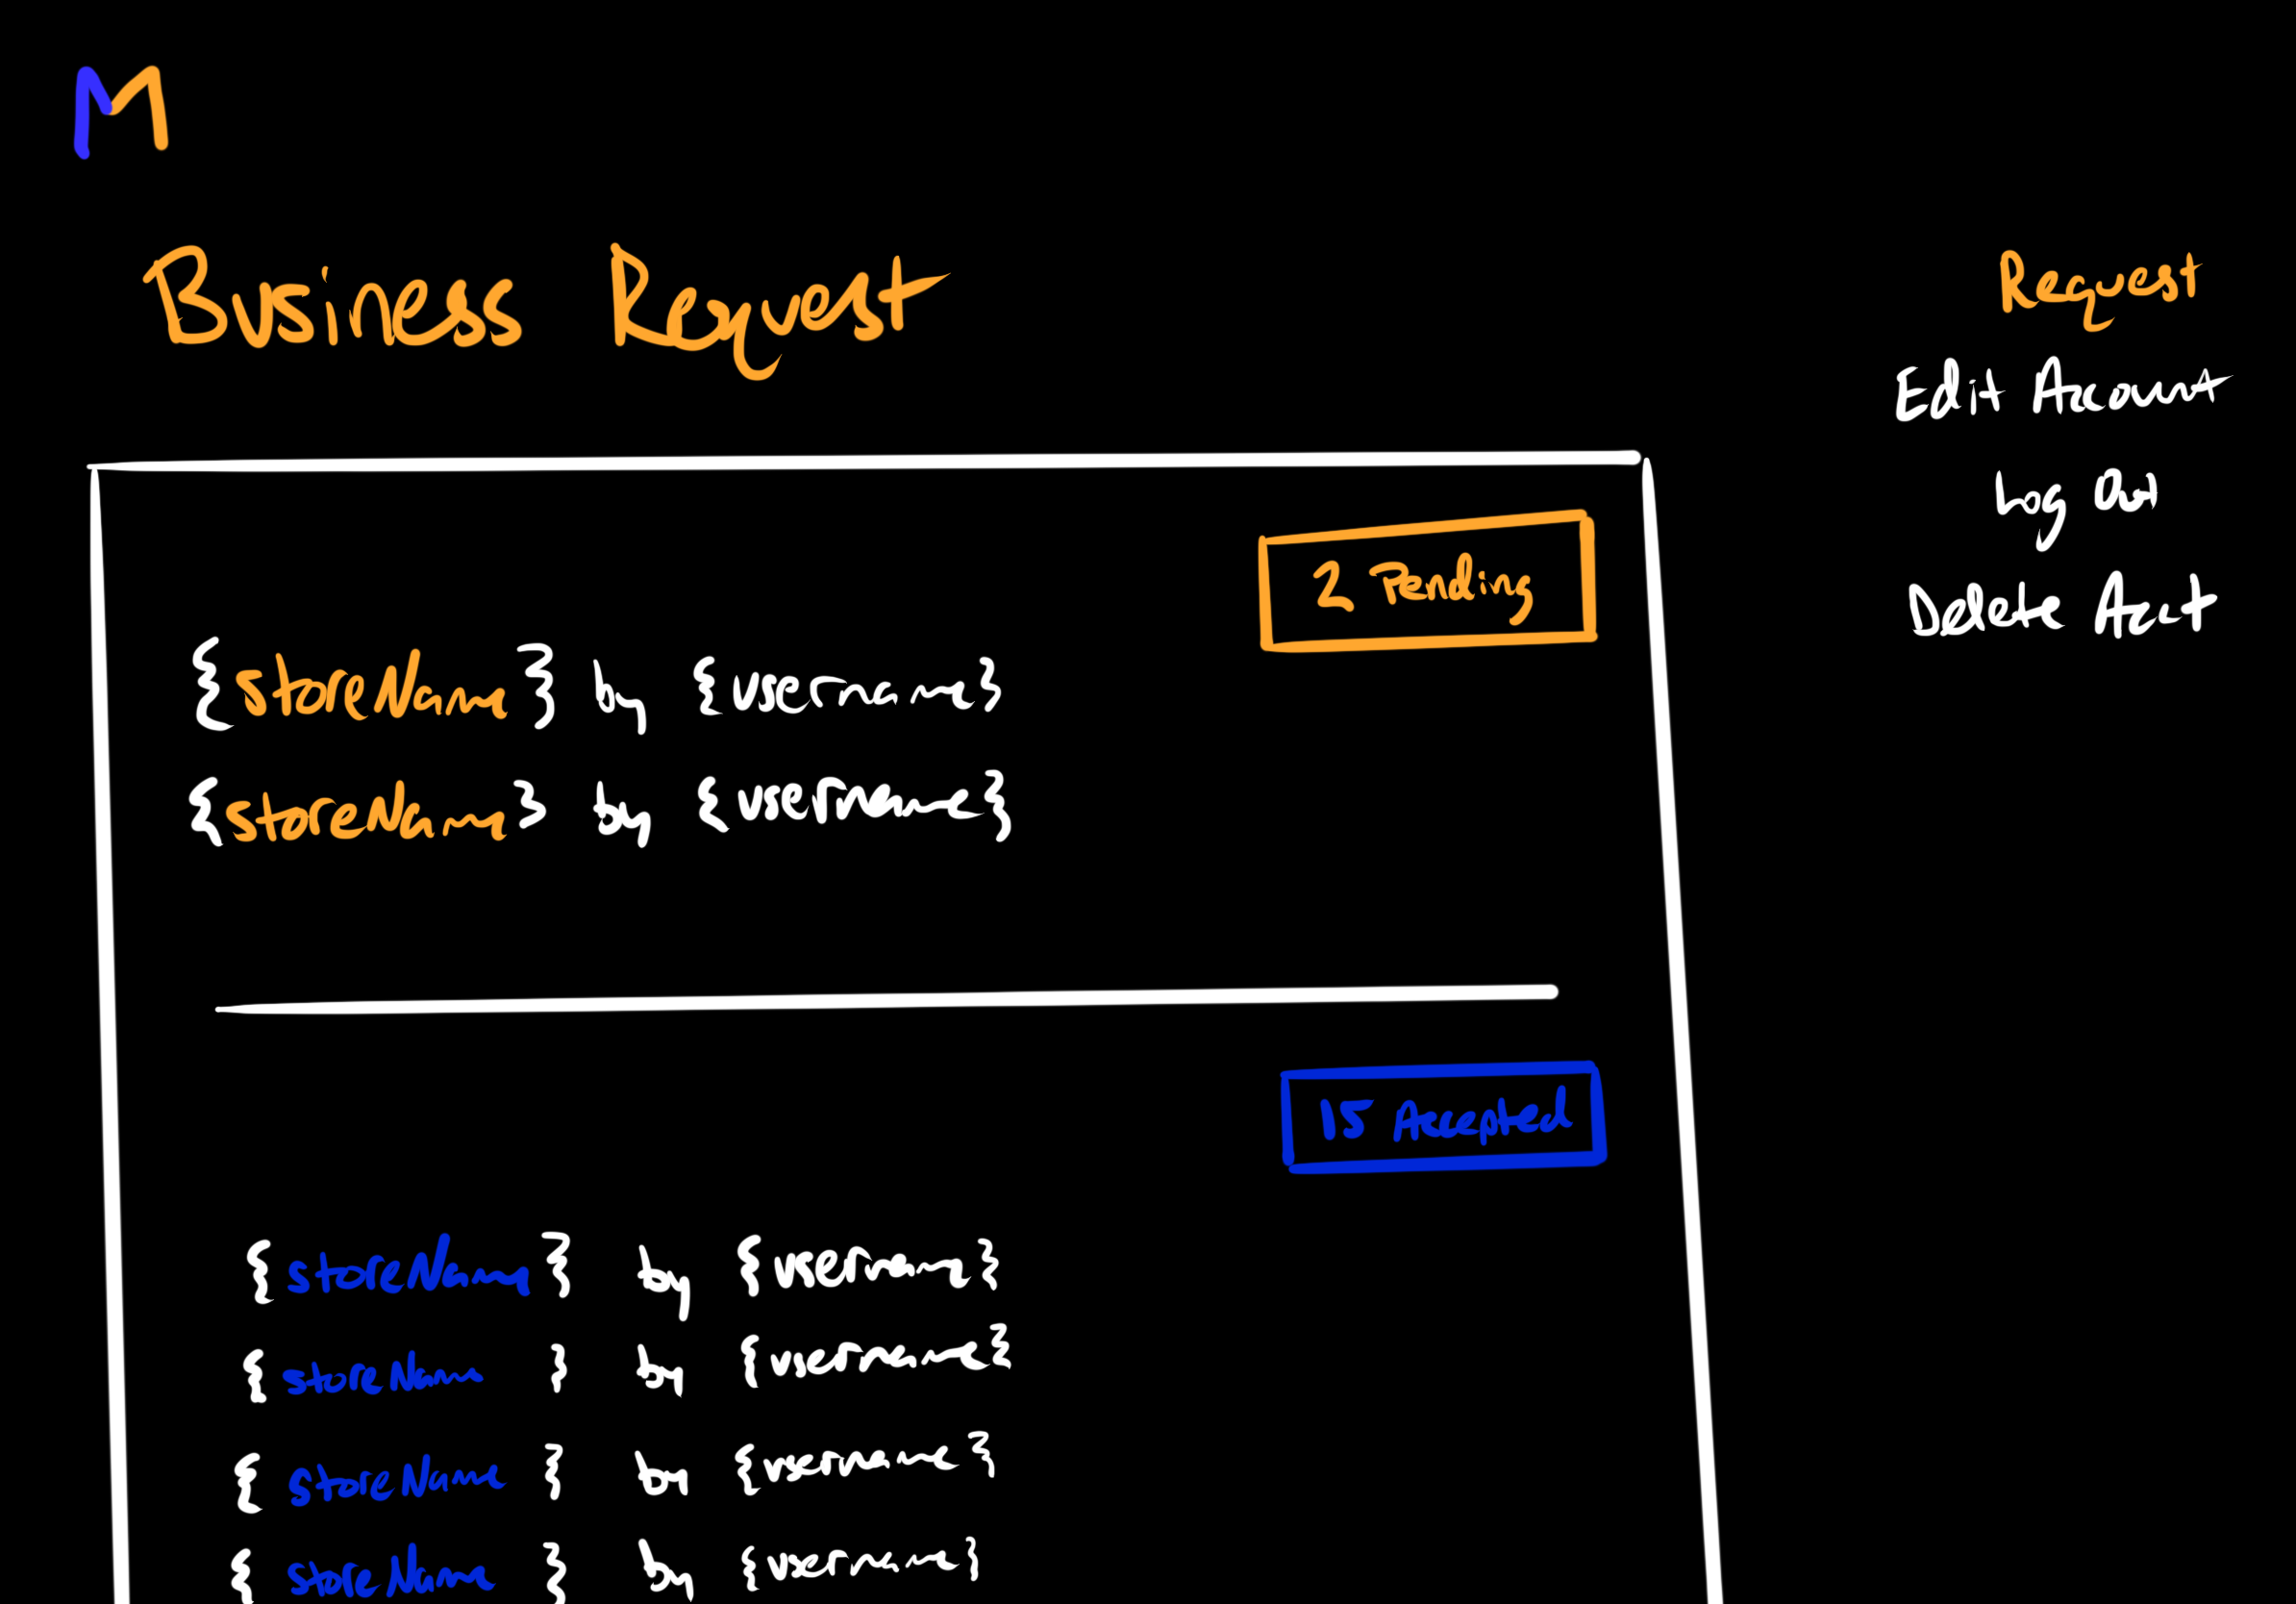 M
Business Request
Request
Edit Account
Log Out
Delete Acct
2 Pending
{storeName} by {username}
{storeName} by {username}
15 Accepted
{storeName} by {username}
{storeName} by {username}
{storeName} by {username}
{storeName} by {username}